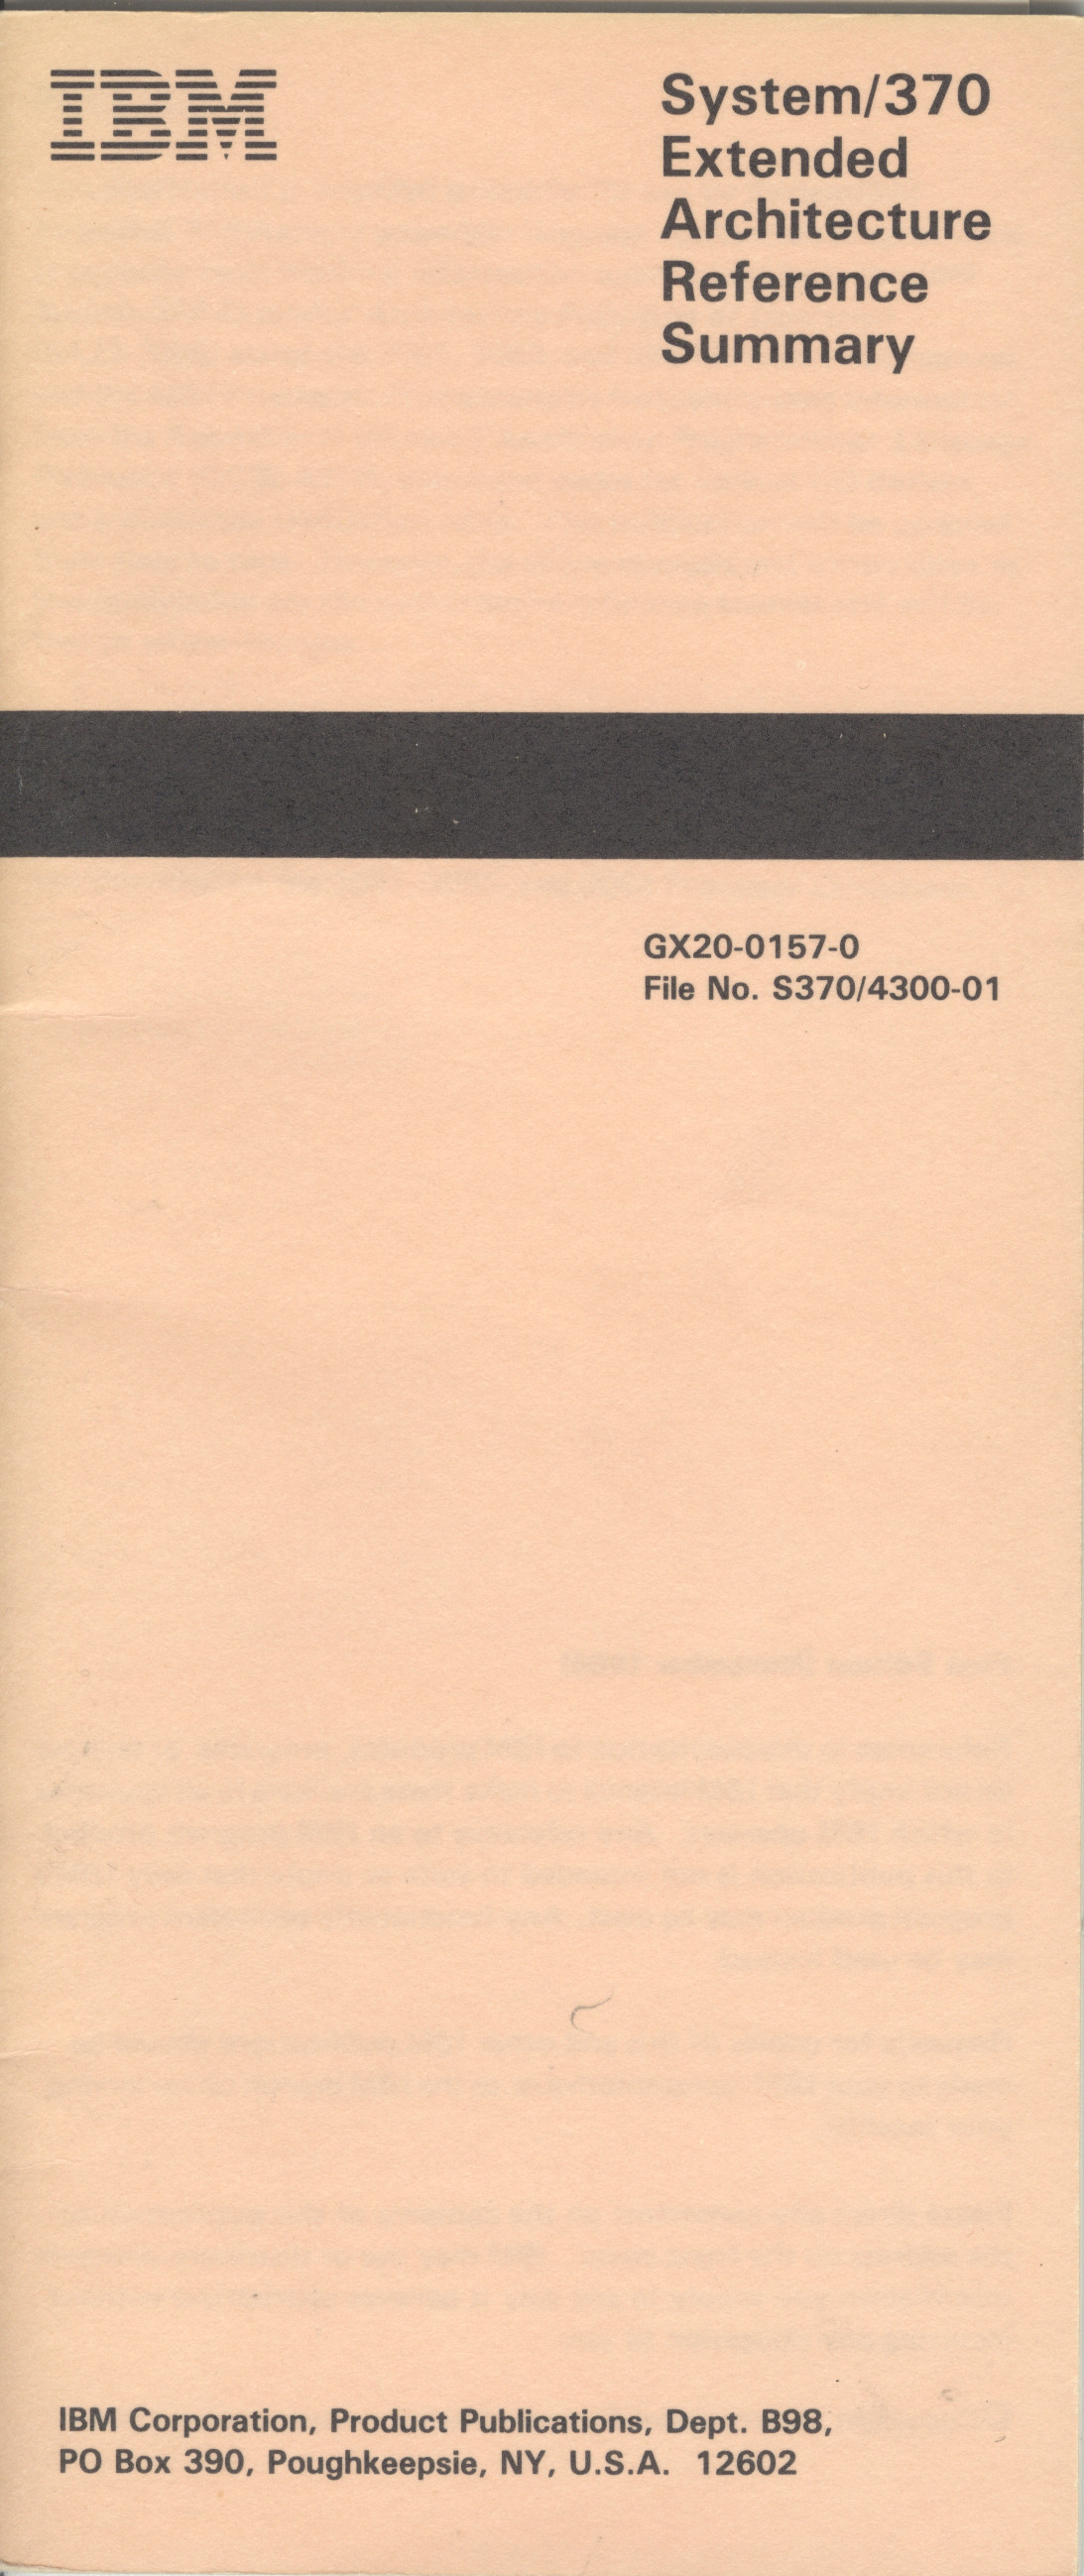 IBM
System/370
Extended
Architecture
Reference
Summary
GX20-0157-0
File No. S370/4300-01
IBM Corporation, Product Publications, Dept. B98,
PO Box 390, Poughkeepsie, NY, U.S.A. 12602